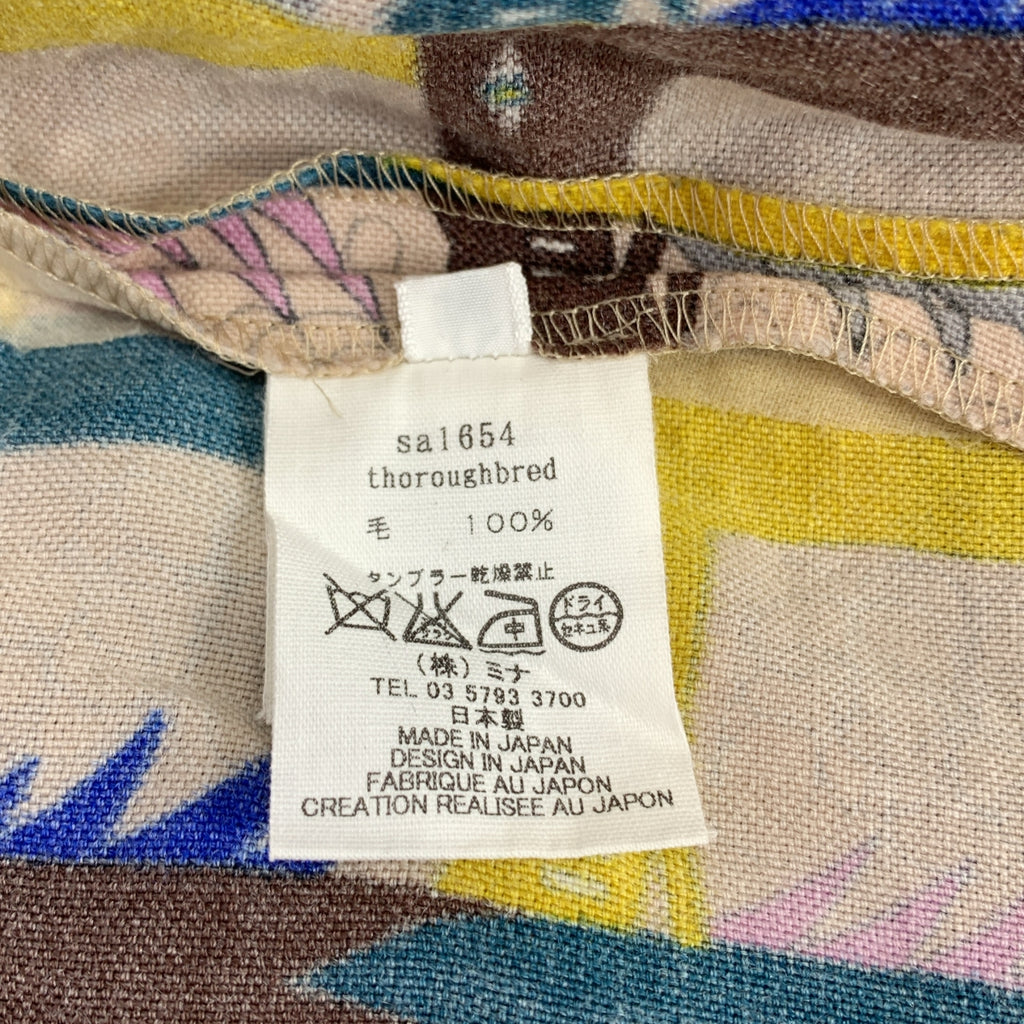 sa1654
thoroughbred
毛 100%
タンブラー乾燥禁止
中 ドライ
セキユ系
(株) ミナ
TEL 03 5793 3700
日本製
MADE IN JAPAN
DESIGN IN JAPAN
FABRIQUE AU JAPON
CREATION REALISEE AU JAPON